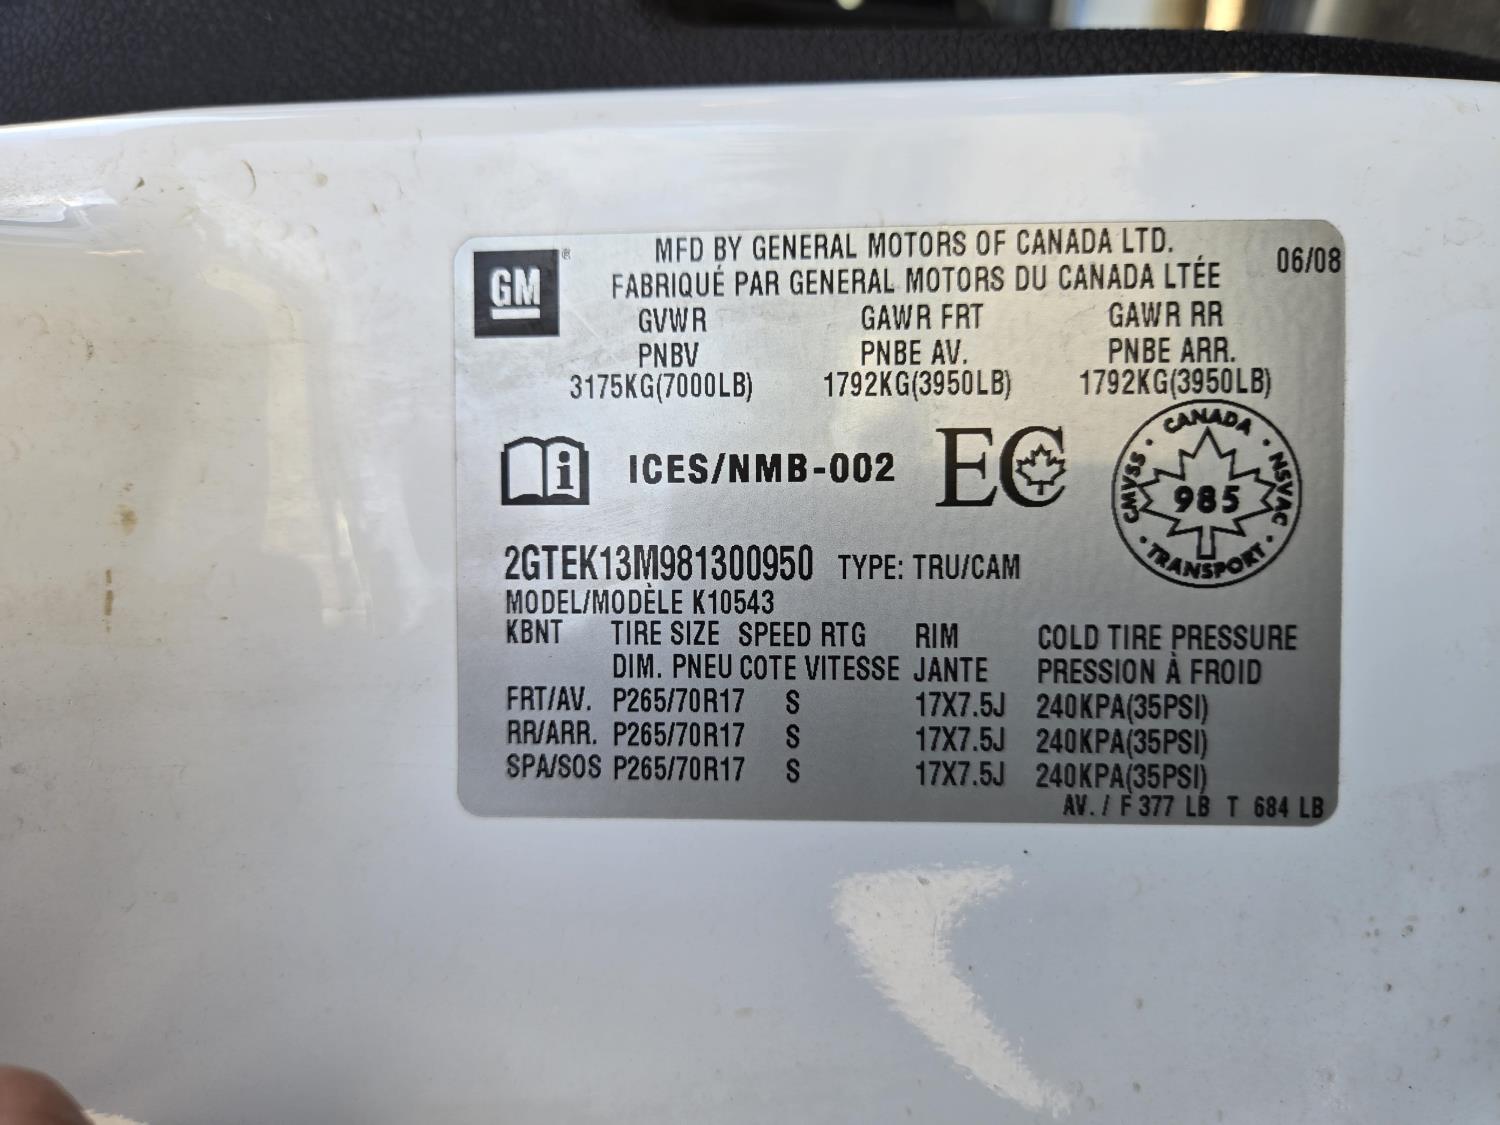 GM ®
MFD BY GENERAL MOTORS OF CANADA LTD.
06/08
FABRIQUÉ PAR GENERAL MOTORS DU CANADA LTÉE
GVWR GAWR FRT GAWR RR
PNBV PNBE AV. PNBE ARR.
3175KG(7000LB) 1792KG(3950LB) 1792KG(3950LB)
i ICES/NMB-002 EC
CANADA
CMVSS 985 NSVAC
TRANSPORT
2GTEK13M981300950 TYPE: TRU/CAM
MODEL/MODÈLE K10543
KBNT TIRE SIZE SPEED RTG RIM COLD TIRE PRESSURE
DIM. PNEU COTE VITESSE JANTE PRESSION À FROID
FRT/AV. P265/70R17 S 17X7.5J 240KPA(35PSI)
RR/ARR. P265/70R17 S 17X7.5J 240KPA(35PSI)
SPA/SOS P265/70R17 S 17X7.5J 240KPA(35PSI)
AV. / F 377 LB T 684 LB